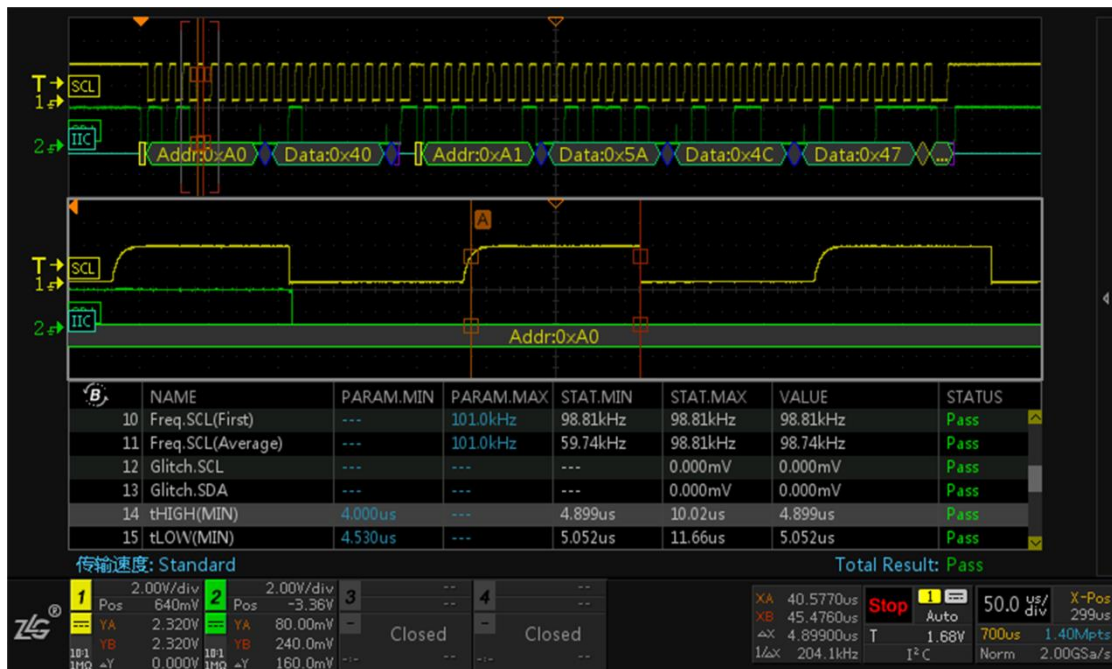 T SCL
1
2 IIC Addr:0xA0 Data:0x40 Addr:0xA1 Data:0x5A Data:0x4C Data:0x47 ...
A
T SCL
1
2 IIC Addr:0xA0
B NAME PARAM.MIN PARAM.MAX STAT.MIN STAT.MAX VALUE STATUS
10 Freq.SCL(First) --- 101.0kHz 98.81kHz 98.81kHz 98.81kHz Pass
11 Freq.SCL(Average) --- 101.0kHz 59.74kHz 98.81kHz 98.74kHz Pass
12 Glitch.SCL --- --- --- 0.000mV 0.000mV Pass
13 Glitch.SDA --- --- --- 0.000mV 0.000mV Pass
14 tHIGH(MIN) 4.000us --- 4.899us 10.02us 4.899us Pass
15 tLOW(MIN) 4.530us --- 5.052us 11.66us 5.052us Pass
传输速度: Standard Total Result: Pass
ZLG ® 1 2.00V/div 2 2.00V/div 3 -- 4 -- XA 40.5770us Stop 1 50.0 us/div X-Pos
Pos 640mV Pos -3.36V -- -- XB 45.4760us Auto 299us
YA 2.320V YA 80.00mV - Closed - Closed △X 4.89900us T 1.68V 700us 1.40Mpts
10:1 YB 2.320V 10:1 YB 240.0mV 1/△X 204.1kHz I²C Norm 2.00GSa/s
1MΩ △Y 0.000V 1MΩ △Y 160.0mV -:- -- -:- --